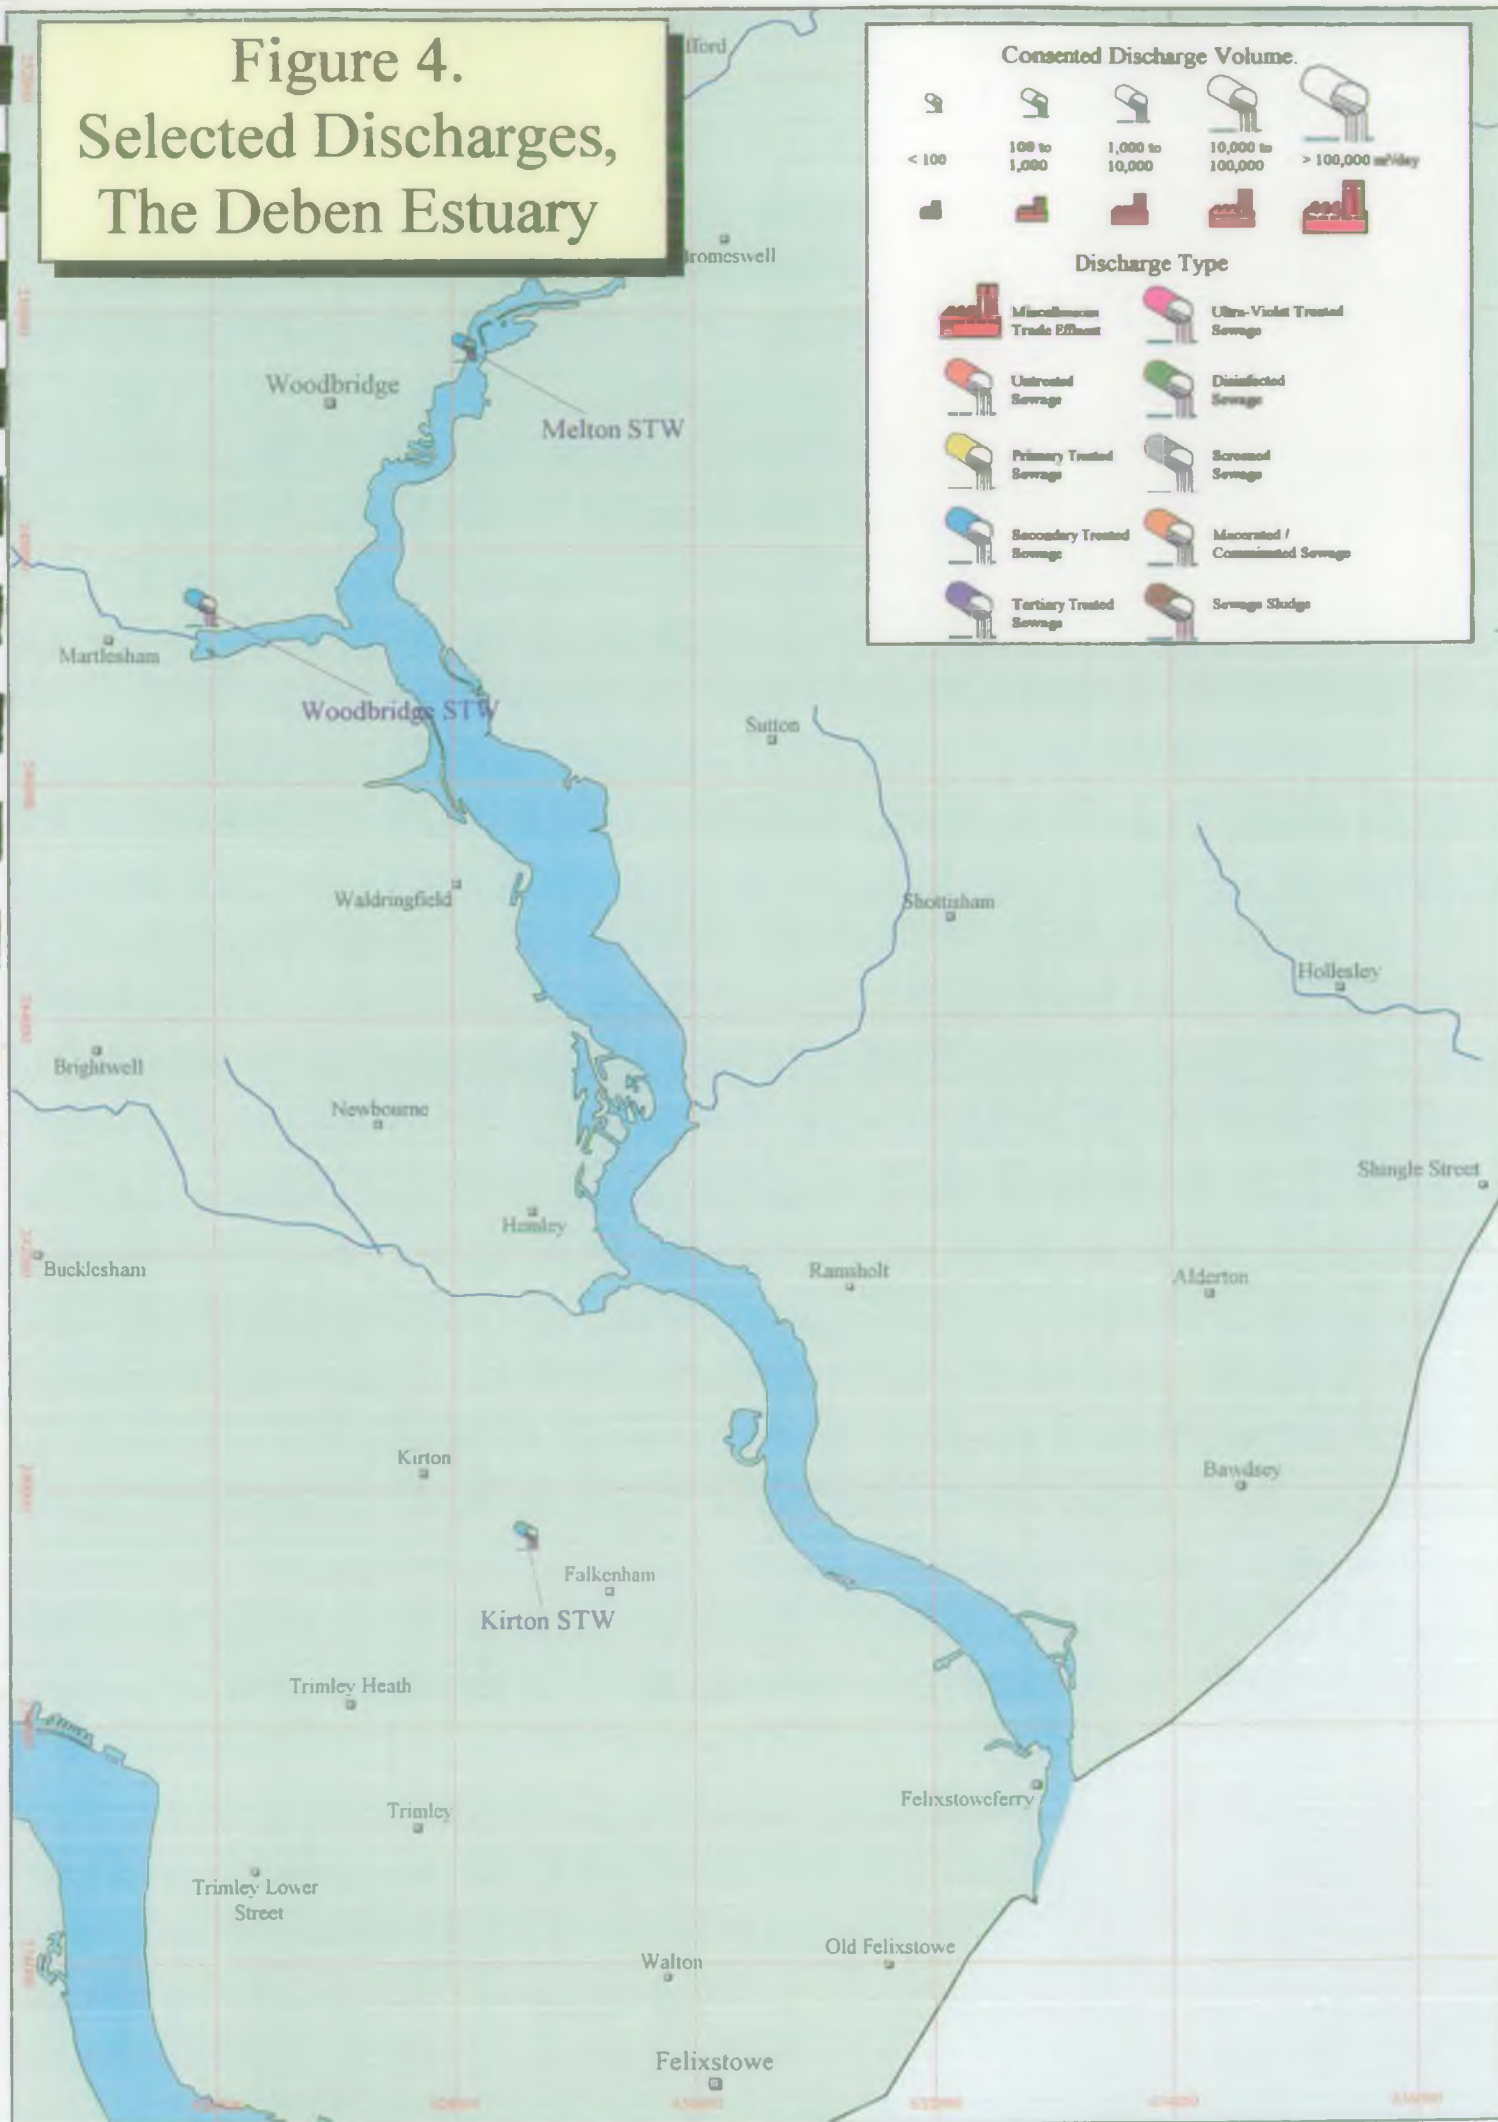 Figure 4.
Selected Discharges,
The Deben Estuary
Consented Discharge Volume.
< 100
100 to
1,000
1,000 to
10,000
10,000 to
100,000
> 100,000 m³/day
Discharge Type
Miscellaneous
Trade Effluent
Ultra-Violet Treated
Sewage
Untreated
Sewage
Disinfected
Sewage
Primary Treated
Sewage
Screened
Sewage
Secondary Treated
Sewage
Macerated /
Comminuted Sewage
Tertiary Treated
Sewage
Sewage Sludge
fford
romeswell
Woodbridge
Melton STW
Martlesham
Woodbridge STW
Sutton
Waldringfield
Shottisham
Hollesley
Brightwell
Newbourne
Shingle Street
Hemley
Bucklesham
Ramsholt
Alderton
Kirton
Bawdsey
Falkenham
Kirton STW
Trimley Heath
Felixstoweferry
Trimley
Trimley Lower
Street
Old Felixstowe
Walton
Felixstowe